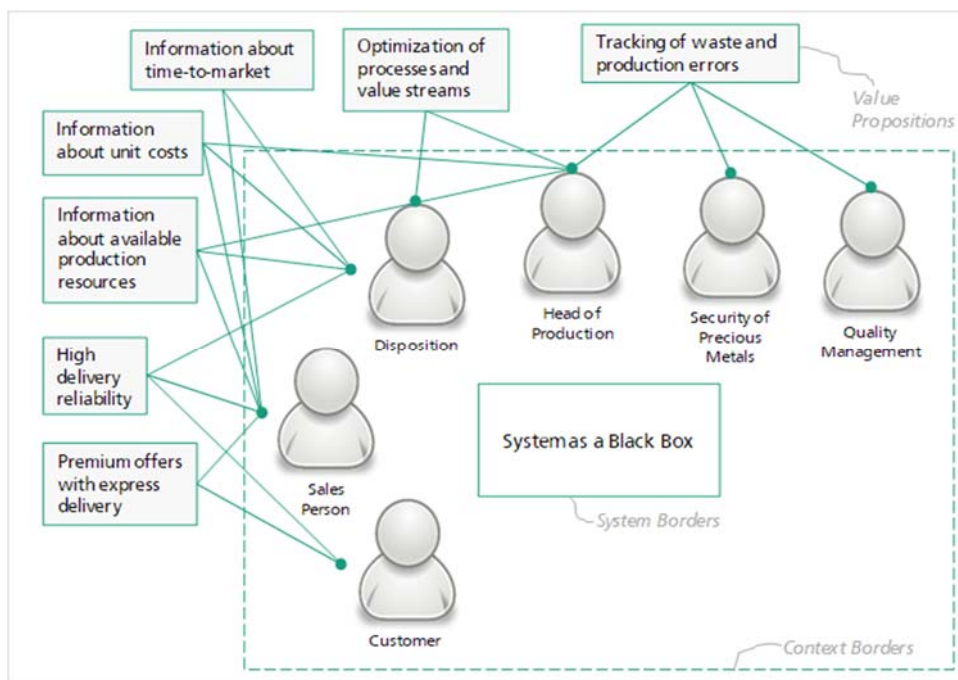 Information about
time-to-market
Optimization of
processes and
value streams
Tracking of waste and
production errors
Value
Propositions
Information
about unit costs
Information
about available
production
resources
High
delivery
reliability
Premium offers
with express
delivery
Disposition
Head of
Production
Security of
Precious
Metals
Quality
Management
Sales
Person
System as a Black Box
System Borders
Customer
Context Borders